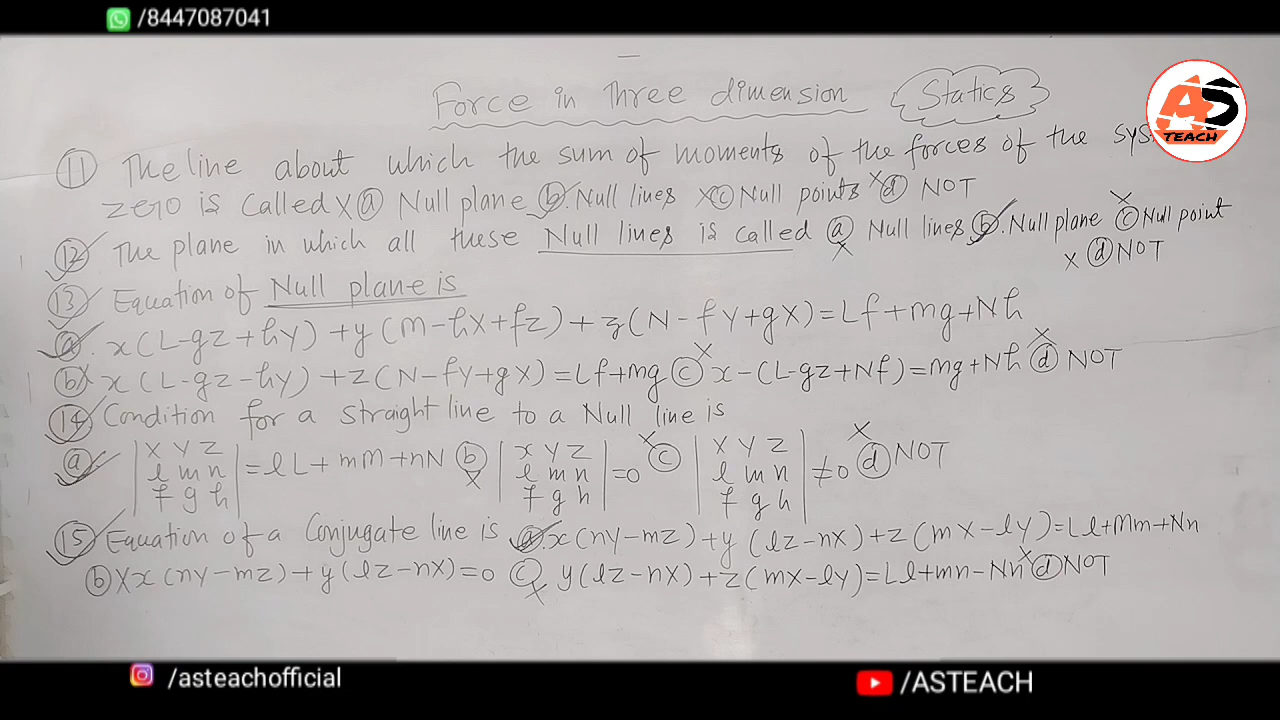 /8447087041
Force in Three dimension Statics
AS
TEACH
11 The line about which the sum of moments of the forces of the
zero is called x a Null plane b. Null lines x c Null points x d NOT
12 The plane in which all these Null lines is called a Null lines b. Null plane c Null point
x d NOT
13 Equation of Null plane is
a. x(L-gz+hy) + y(M-hX+fz) + z(N-fY+gX)=Lf+mg+Nh
b x x(L-gz-hy) + z(N-fY+gX)=Lf+mg c x-(L-gz+Nf)=mg+Nh d NOT
14 Condition for a straight line to a Null line is
a | X Y Z | = lL+mM+nN b | x Y Z | =0 c | X Y Z | ≠0 d NOT
l m n l m n l m n
f g h f g h f g h
15 Equation of a Conjugate line is a. x(ny-mz)+y(lz-nx)+z(mx-ly)=Ll+Mm+Nn
b x x(ny-mz)+y(lz-nX)=0 c y(lz-nX)+z(mx-ly)=Ll+mn-Nn x d NOT
/asteachofficial /ASTEACH